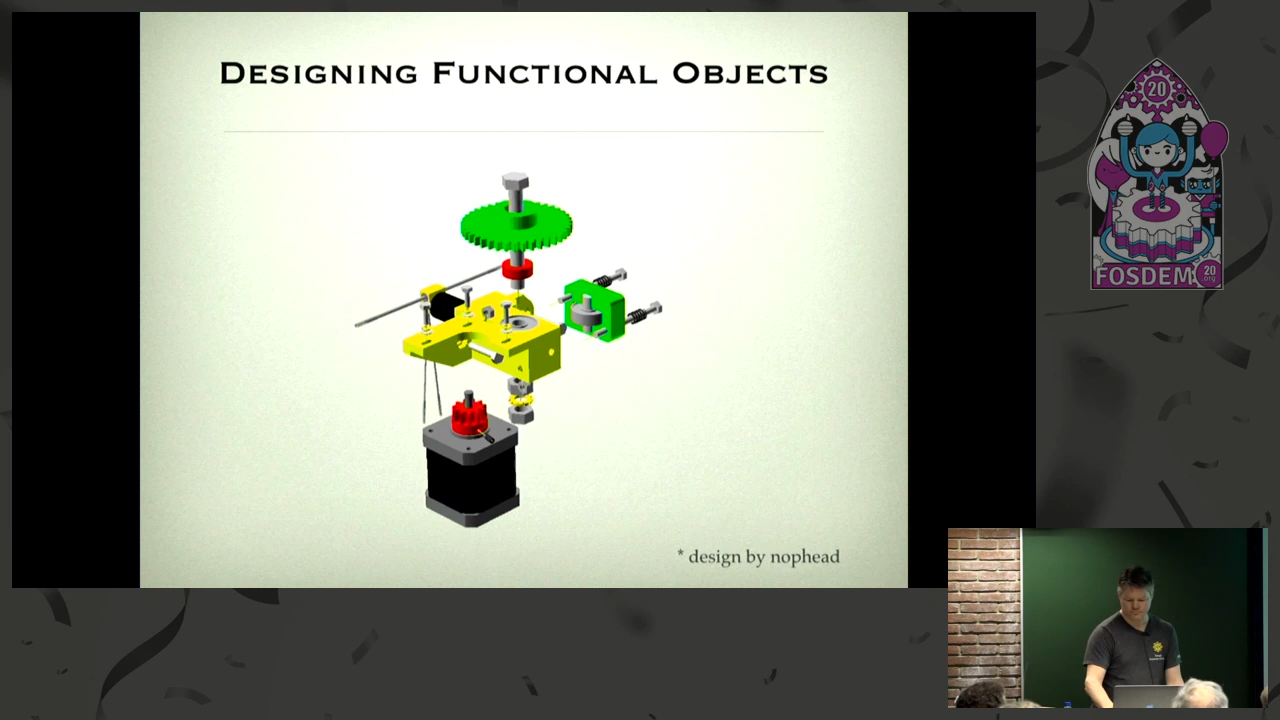 DESIGNING FUNCTIONAL OBJECTS
* design by nophead
20
FOSDEM
20
.org